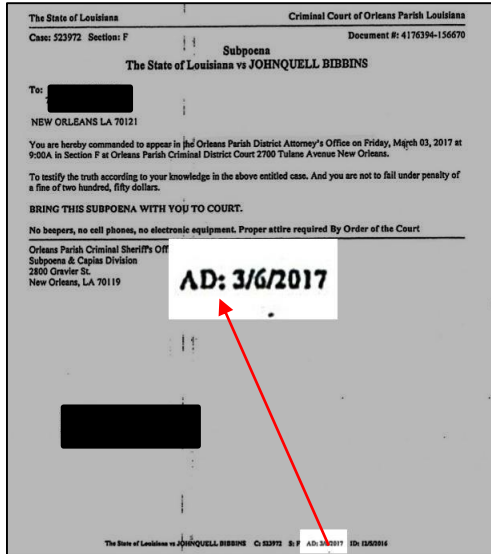 The State of Louisiana
Criminal Court of Orleans Parish Louisiana
Case: 523972 Section: F
Document #: 4176394-156670
Subpoena
The State of Louisiana vs JOHNQUELL BIBBINS
To:
NEW ORLEANS LA 70121
You are hereby commanded to appear in the Orleans Parish District Attorney's Office on Friday, March 03, 2017 at
9:00A in Section F at Orleans Parish Criminal District Court 2700 Tulane Avenue New Orleans.
To testify the truth according to your knowledge in the above entitled case. And you are not to fail under penalty of
a fine of two hundred, fifty dollars.
BRING THIS SUBPOENA WITH YOU TO COURT.
No beepers, no cell phones, no electronic equipment. Proper attire required By Order of the Court
Orleans Parish Criminal Sheriff's Off
Subpoena & Capias Division
2800 Gravier St.
New Orleans, LA 70119
AD: 3/6/2017
The State of Louisiana vs JOHNQUELL BIBBINS C: 523972 S: F AD: 3/6/2017 ID: 12/5/2016